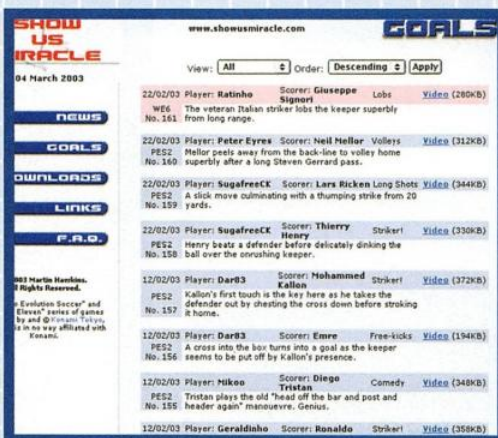 SHOW
US
MIRACLE
04 March 2003
NEWS
GOALS
DOWNLOADS
LINKS
F.A.Q.
2003 Martin Hawkins.
All Rights Reserved.
Evolution Soccer" and
Eleven" series of games
by and © Konami Tokyo,
is in no way affiliated with
Konami.
www.showusmiracle.com
GOALS
View: All Order: Descending Apply
22/02/03 Player: Ratinho Scorer: Giuseppe Signori Lobs Video (280KB)
WE6 No. 161 The veteran Italian striker lobs the keeper superbly
from long range.
22/02/03 Player: Peter Eyres Scorer: Neil Mellor Volleys Video (312KB)
PES2 Mellor peels away from the back-line to volley home
No. 160 superbly after a long Steven Gerrard pass.
22/02/03 Player: SugafreeCK Scorer: Lars Ricken Long Shots Video (344KB)
PES2 A slick move culminating with a thumping strike from 20
No. 159 yards.
22/02/03 Player: SugafreeCK Scorer: Thierry Henry Striker! Video (330KB)
PES2 Henry beats a defender before delicately dinking the
No. 158 ball over the onrushing keeper.
12/02/03 Player: Dar83 Scorer: Mohammed Kallon Striker! Video (372KB)
PES2 No. 157 Kallon's first touch is the key here as he takes the
defender out by chesting the cross down before stroking
it home.
12/02/03 Player: Dar83 Scorer: Emre Free-kicks Video (194KB)
PES2 A cross into the box turns into a goal as the keeper
No. 156 seems to be put off by Kallon's presence.
12/02/03 Player: Mikoo Scorer: Diego Tristan Comedy Video (348KB)
PES2 Tristan plays the old "head off the bar and post and
No. 155 header again" manouevre. Genius.
12/02/03 Player: Geraldinho Scorer: Ronaldo Striker! Video (358KB)